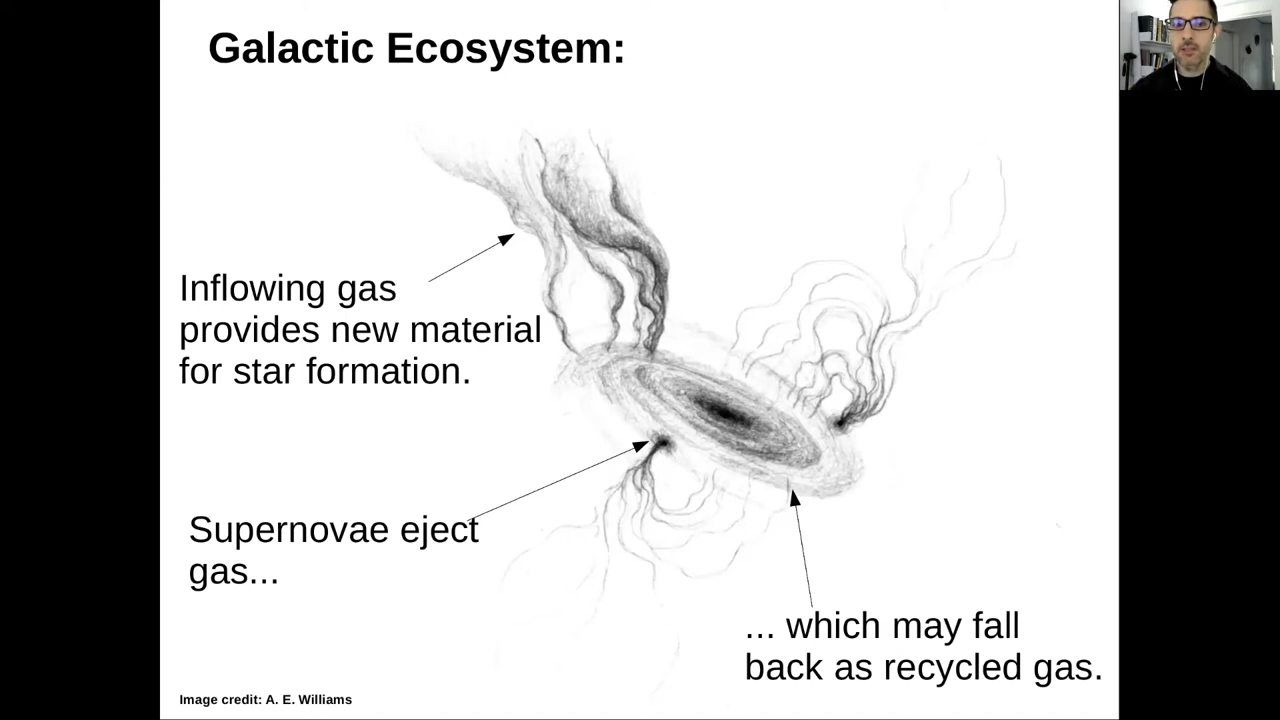 Galactic Ecosystem:
Inflowing gas
provides new material
for star formation.
Supernovae eject
gas...
... which may fall
back as recycled gas.
Image credit: A. E. Williams